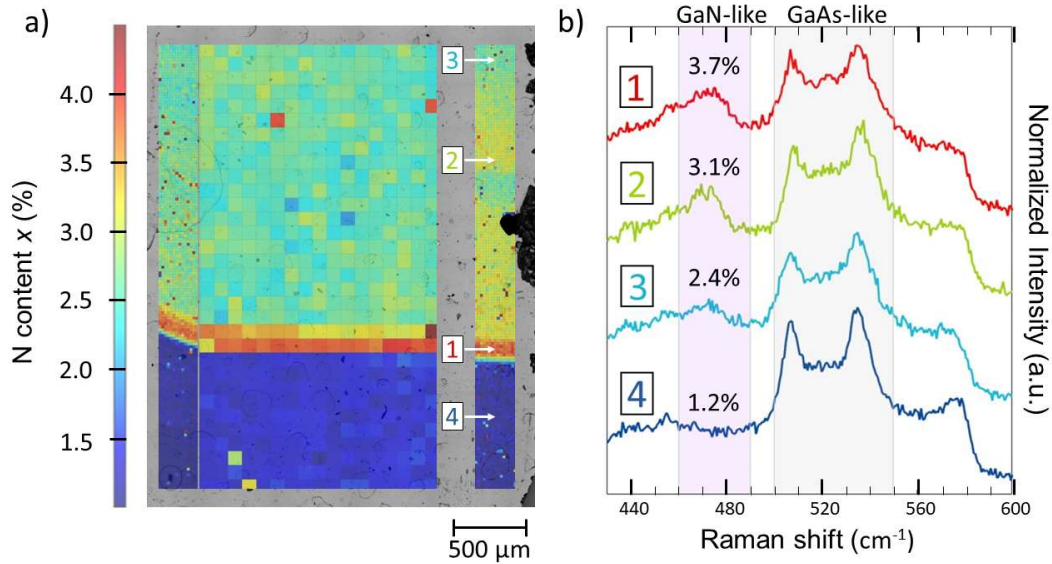 a)
N content x (%)
4.0
3.5
3.0
2.5
2.0
1.5
3
2
1
4
500 µm
b)
GaN-like GaAs-like
1
3.7%
2
3.1%
3
2.4%
4
1.2%
440 480 520 560 600
Raman shift (cm⁻¹)
Normalized Intensity (a.u.)